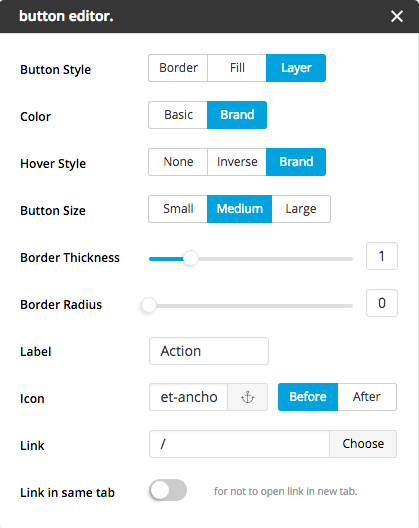 button editor.
Button Style Border Fill Layer
Color Basic Brand
Hover Style None Inverse Brand
Button Size Small Medium Large
Border Thickness 1
Border Radius 0
Label Action
Icon et-ancho Before After
Link / Choose
Link in same tab for not to open link in new tab.